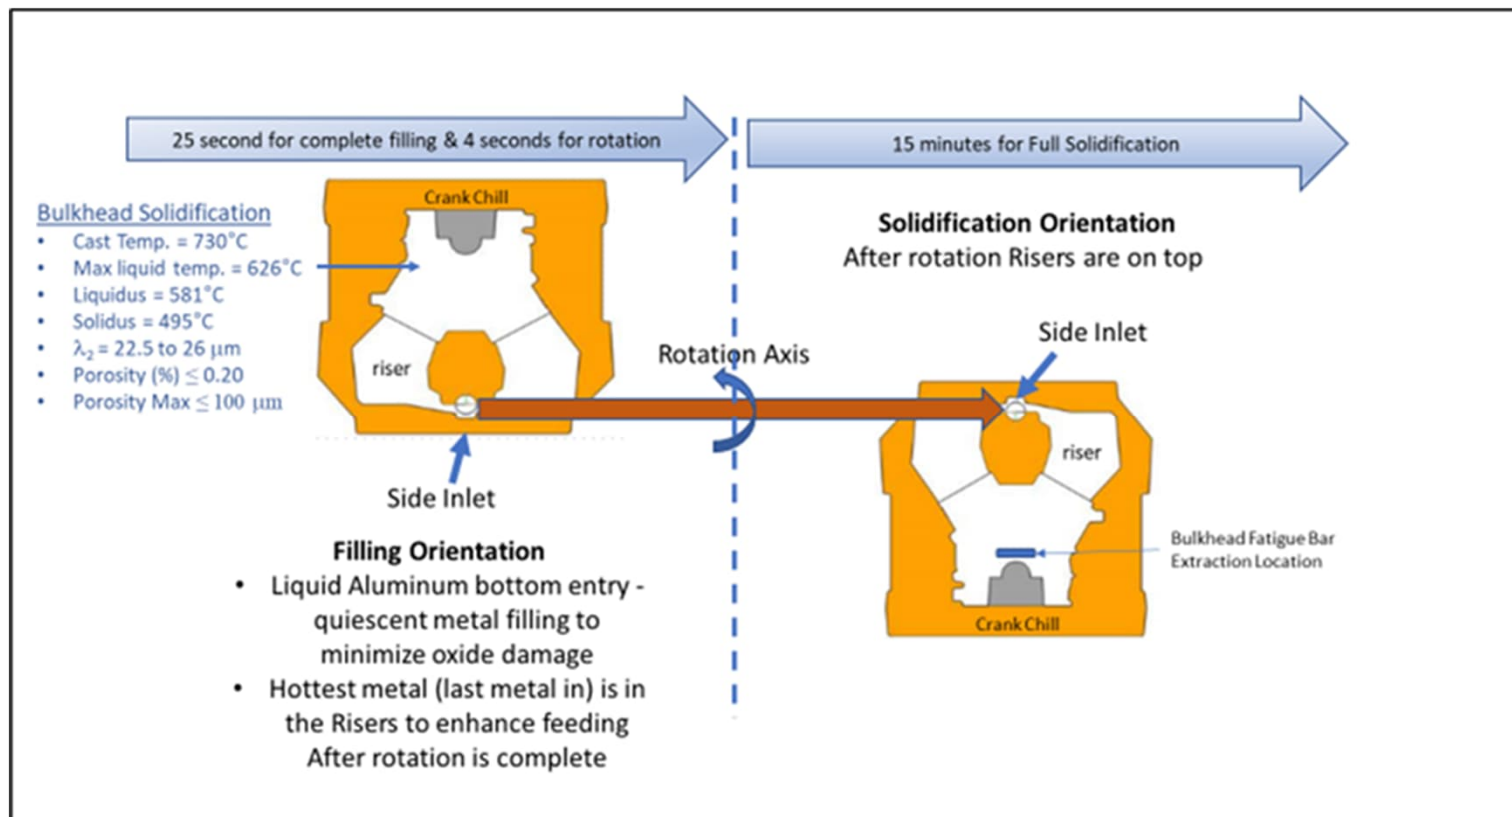 25 second for complete filling & 4 seconds for rotation
15 minutes for Full Solidification
Crank Chill
Bulkhead Solidification
• Cast Temp. = 730°C
• Max liquid temp. = 626°C
• Liquidus = 581°C
• Solidus = 495°C
• λ₂ = 22.5 to 26 μm
• Porosity (%) ≤ 0.20
• Porosity Max ≤ 100 μm
riser
Side Inlet
Filling Orientation
• Liquid Aluminum bottom entry -
quiescent metal filling to
minimize oxide damage
• Hottest metal (last metal in) is in
the Risers to enhance feeding
After rotation is complete
Rotation Axis
Solidification Orientation
After rotation Risers are on top
Side Inlet
riser
Bulkhead Fatigue Bar
Extraction Location
Crank Chill